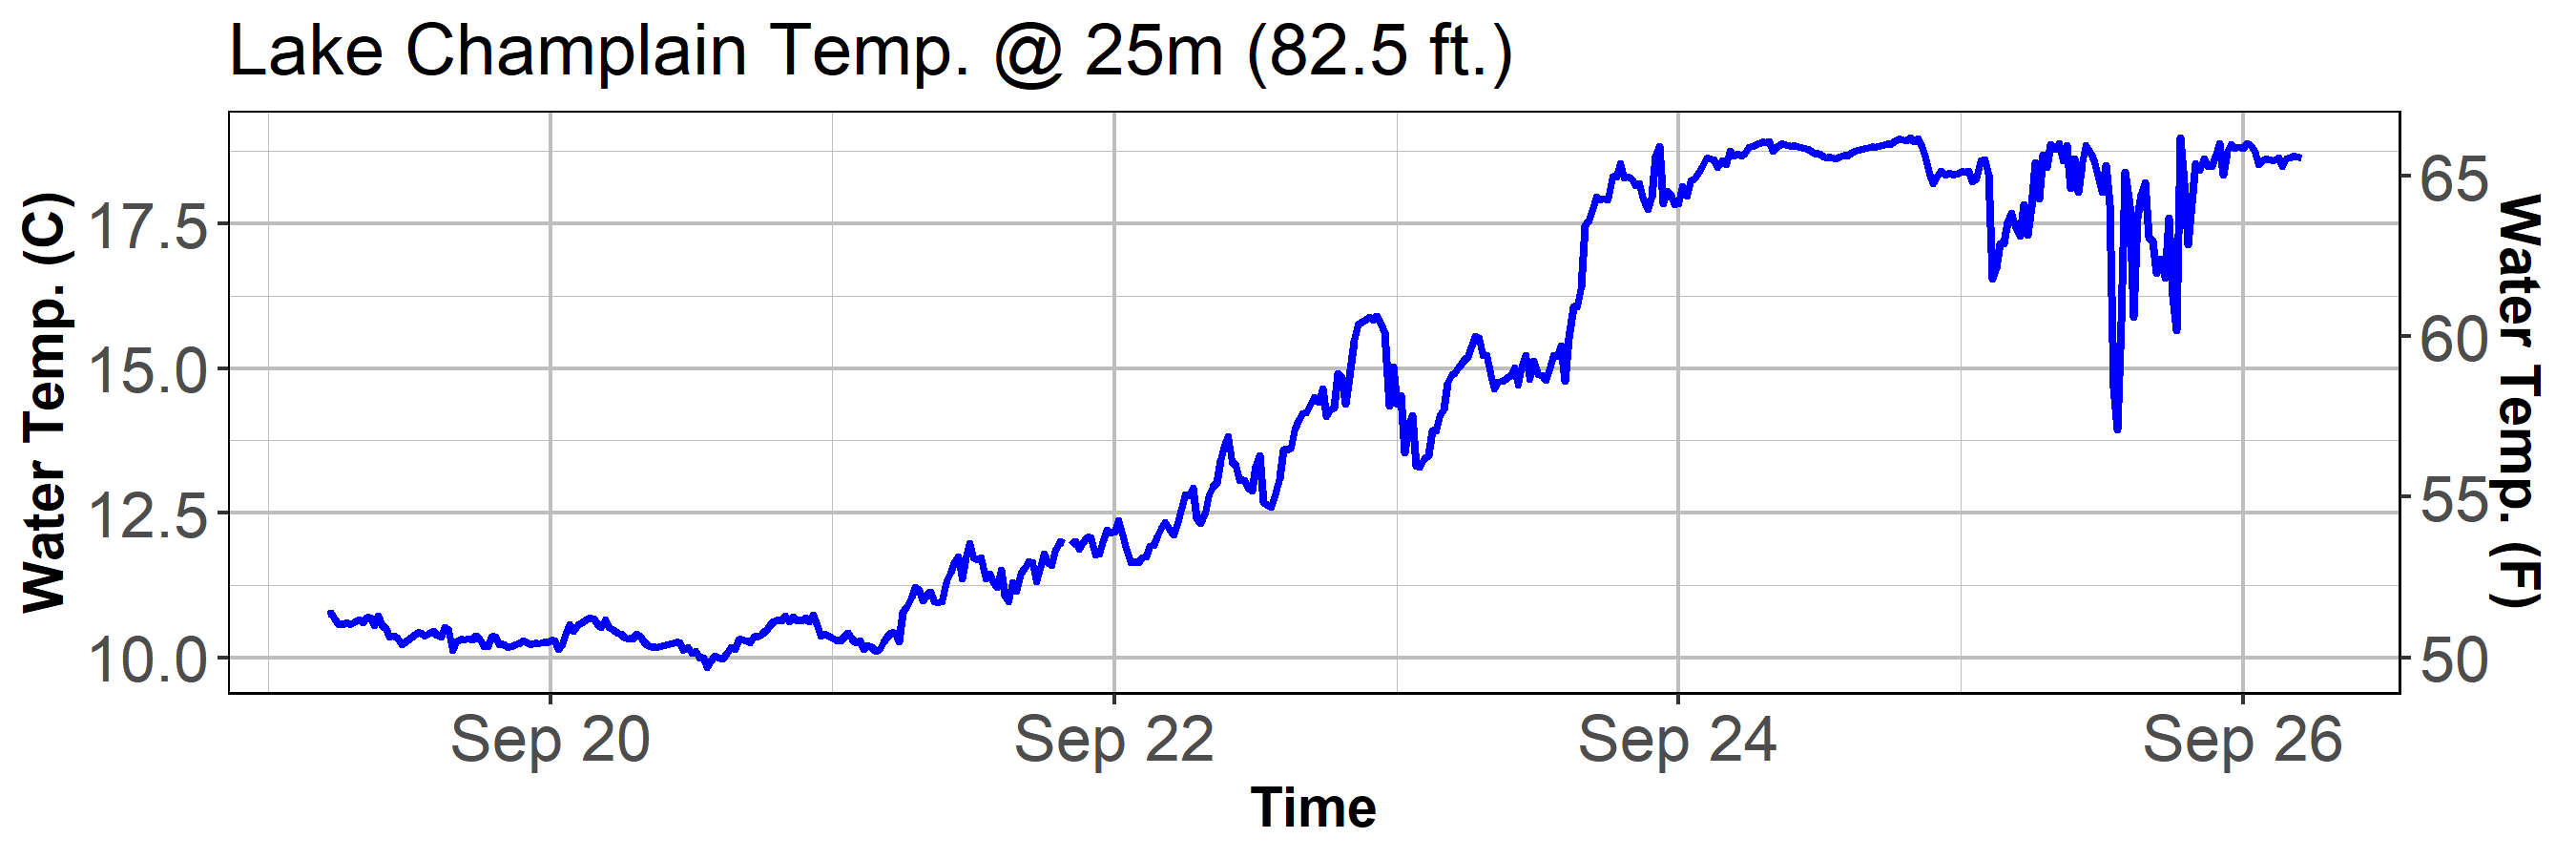 Lake Champlain Temp. @ 25m (82.5 ft.)
Water Temp. (C)
17.5
15.0
12.5
10.0
65
60
55
50
Water Temp. (F)
Sep 20
Sep 22
Sep 24
Sep 26
Time